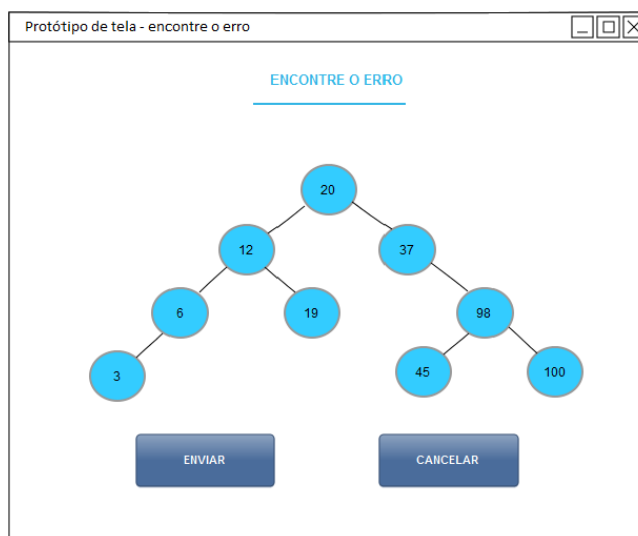 Protótipo de tela - encontre o erro
ENCONTRE O ERRO
20
12 37
6 19 98
3 45 100
ENVIAR CANCELAR